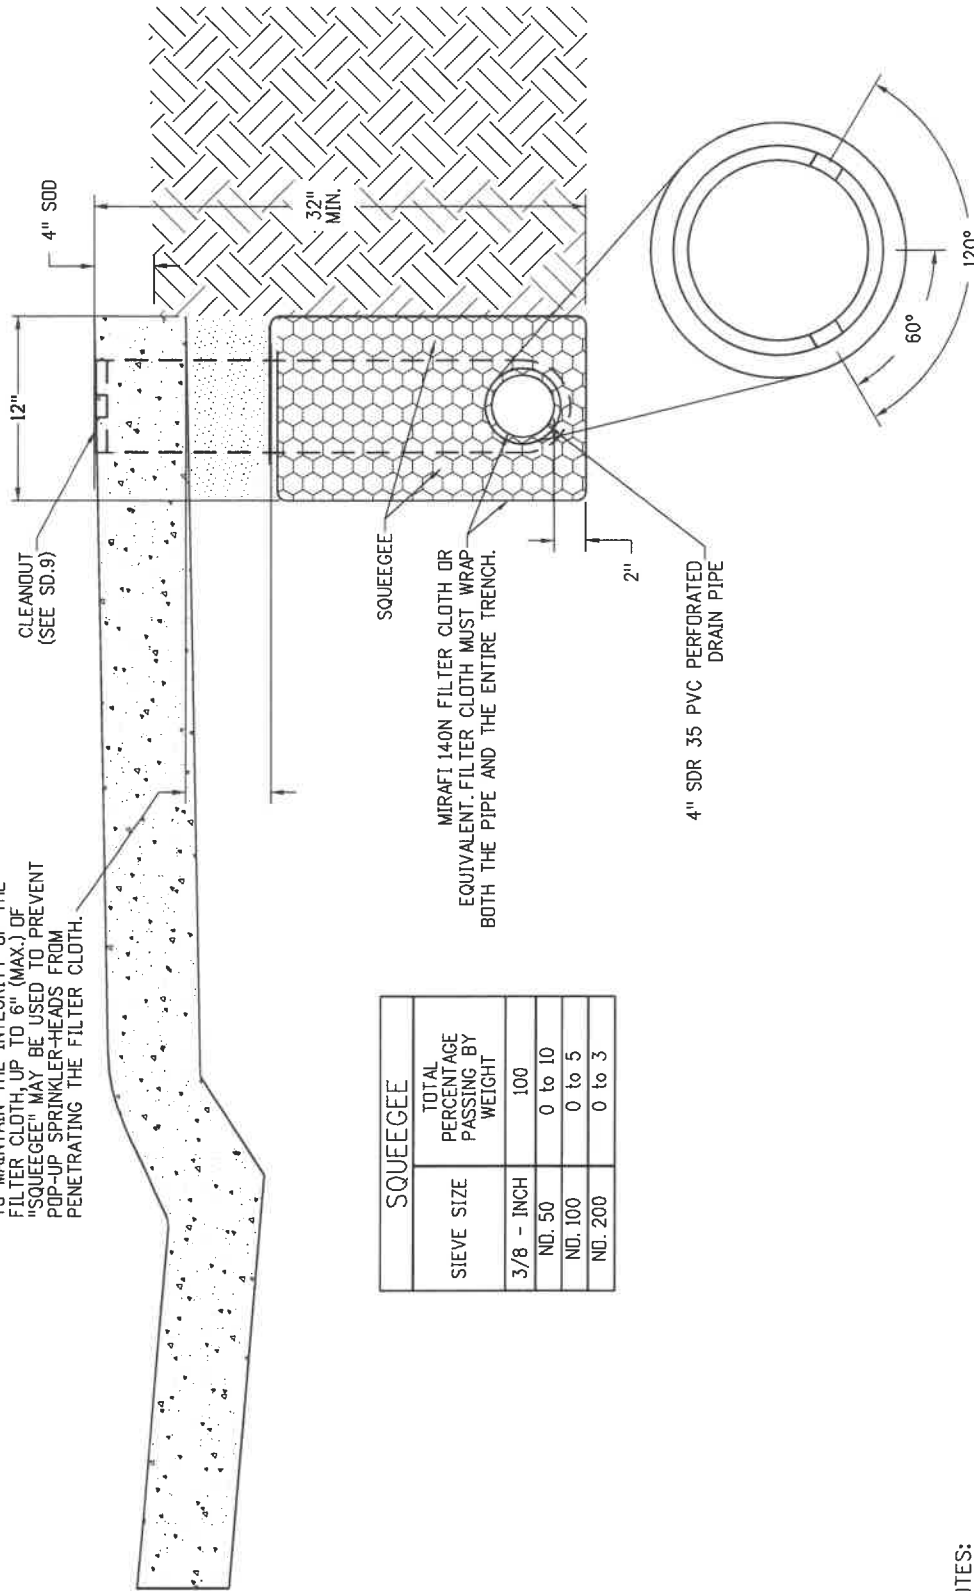 FILTER CLOTH, UP TO 6" (MAX.) OF
"SQUEEGEE" MAY BE USED TO PREVENT
POP-UP SPRINKLER-HEADS FROM
PENETRATING THE FILTER CLOTH.
CLEANOUT
(SEE SD.9)
12"
4" SOD
32"
MIN.
SQUEEGEE
MIRAFI 140N FILTER CLOTH OR
EQUIVALENT. FILTER CLOTH MUST WRAP
BOTH THE PIPE AND THE ENTIRE TRENCH.
2"
4" SDR 35 PVC PERFORATED
DRAIN PIPE
60°
120°
SQUEEGEE
SIEVE SIZE
TOTAL
PERCENTAGE
PASSING BY
WEIGHT
3/8 - INCH 100
NO. 50 0 to 10
NO. 100 0 to 5
NO. 200 0 to 3